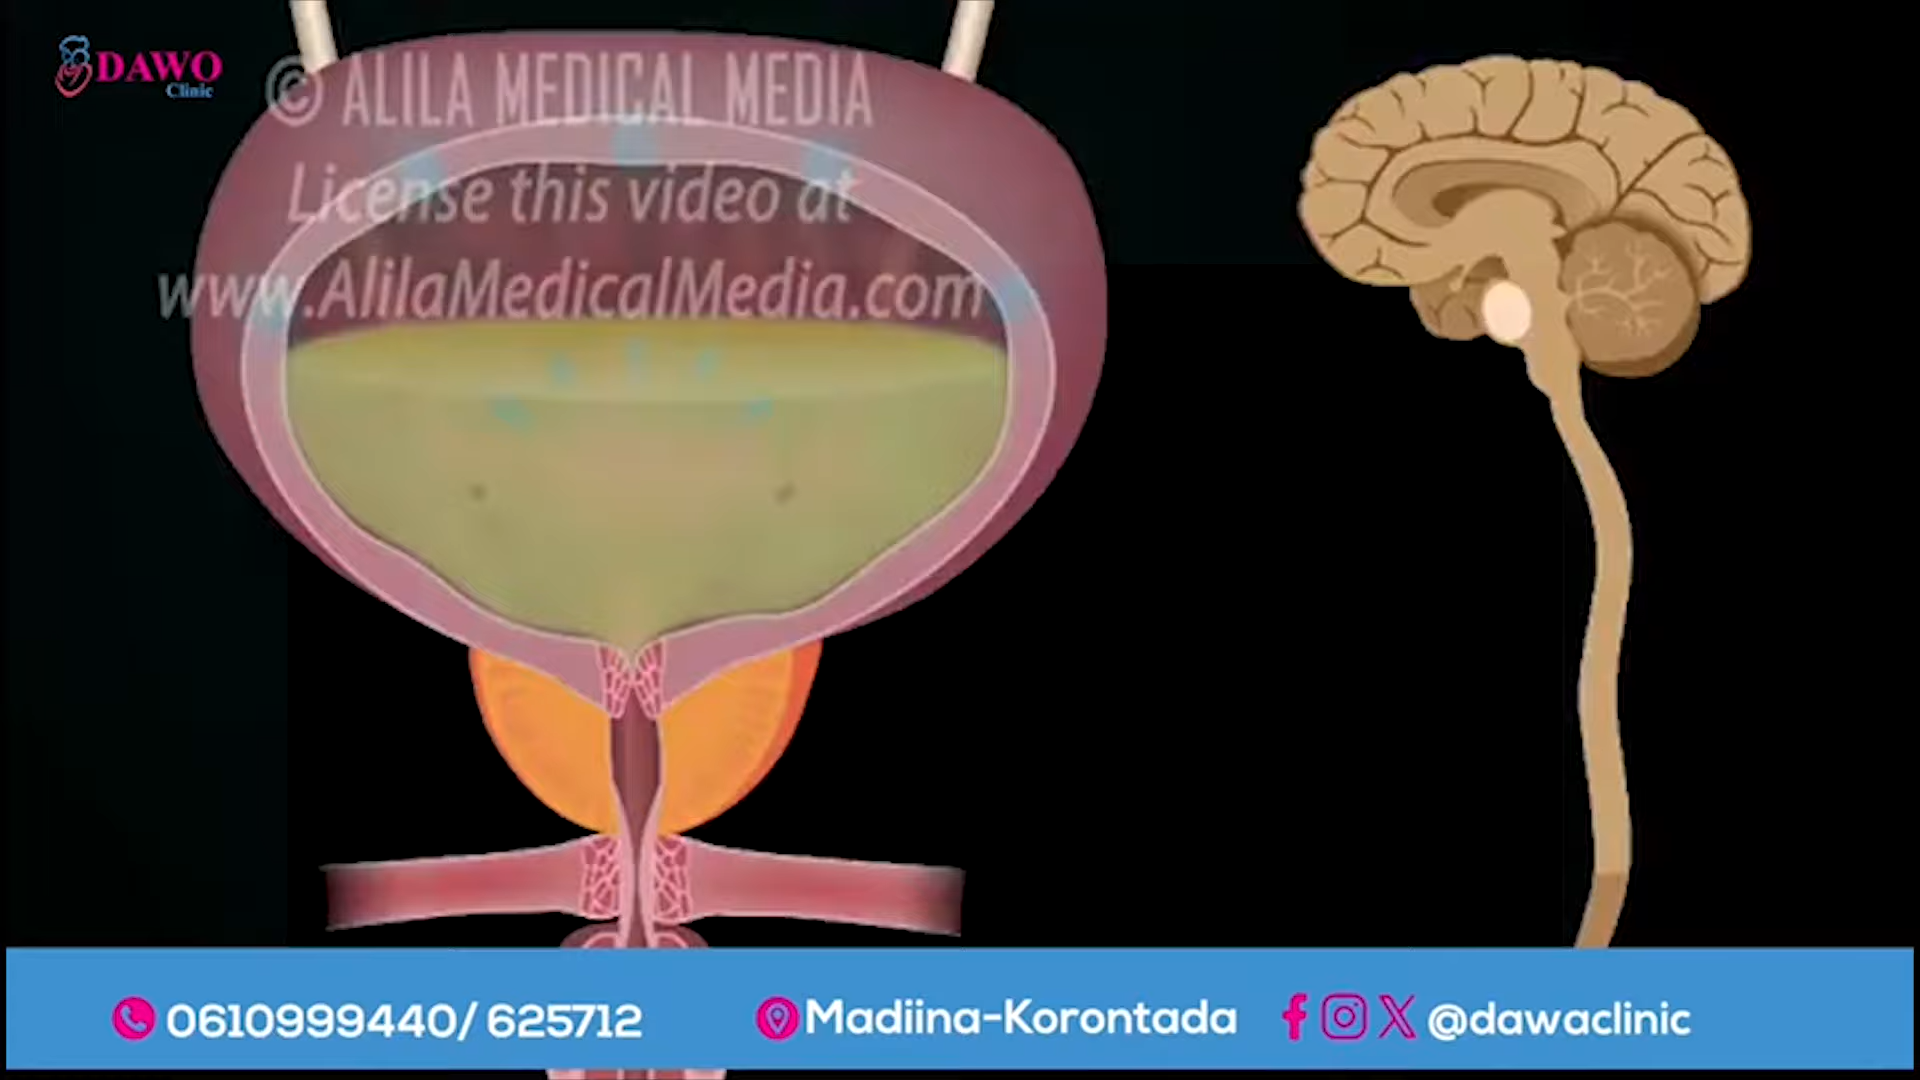 DAWO
Clinic
© ALILA MEDICAL MEDIA
License this video at
www.AlilaMedicalMedia.com
0610999440/ 625712
Madiina-Korontada
@dawaclinic